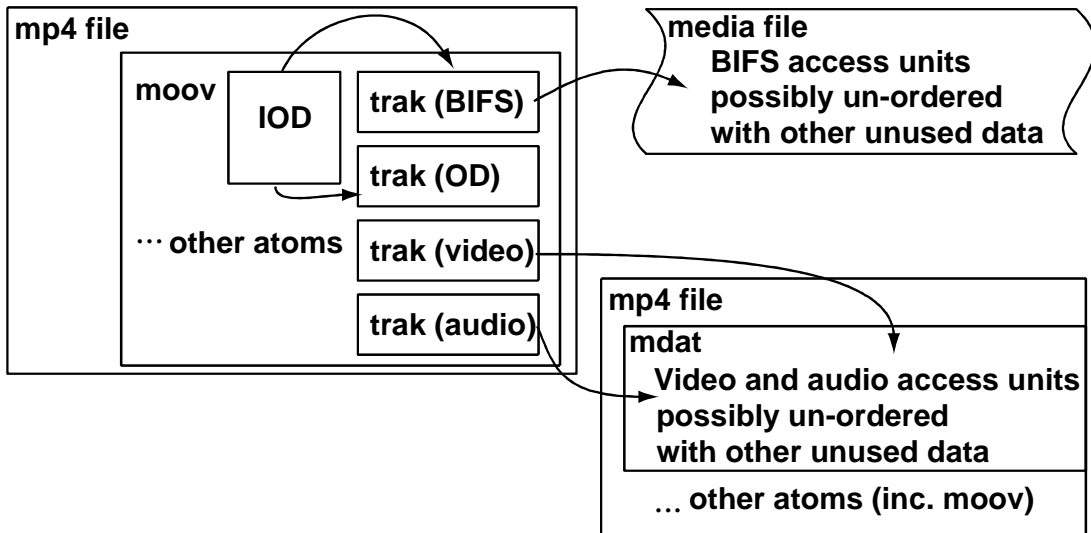 mp4 file
moov
IOD
trak (BIFS)
trak (OD)
... other atoms
trak (video)
trak (audio)
media file
BIFS access units
possibly un-ordered
with other unused data
mp4 file
mdat
Video and audio access units
possibly un-ordered
with other unused data
... other atoms (inc. moov)